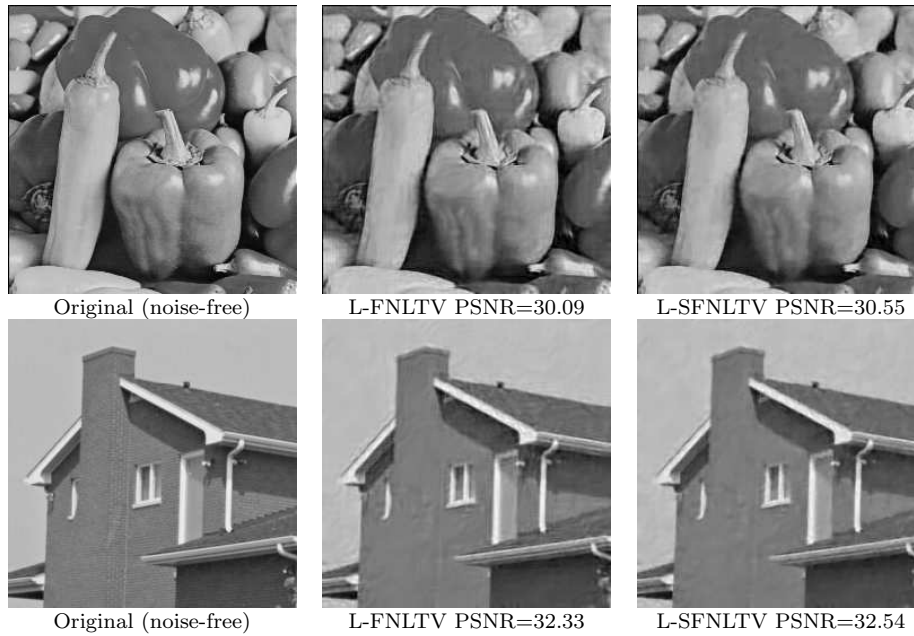 Original (noise-free) L-FNLTV PSNR=30.09 L-SFNLTV PSNR=30.55
Original (noise-free) L-FNLTV PSNR=32.33 L-SFNLTV PSNR=32.54